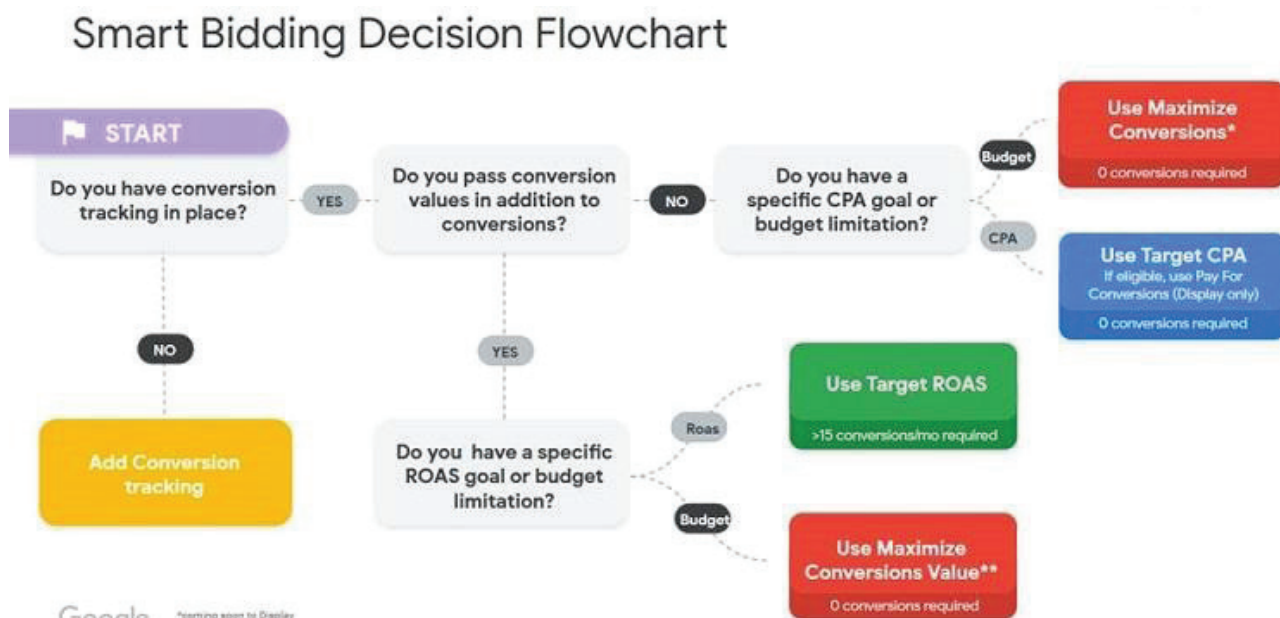 Smart Bidding Decision Flowchart
START
Do you have conversion
tracking in place?
YES
Do you pass conversion
values in addition to
conversions?
NO
Do you have a
specific CPA goal or
budget limitation?
Budget
Use Maximize
Conversions*
0 conversions required
CPA
Use Target CPA
If eligible, use Pay For
Conversions (Display only)
0 conversions required
NO
Add Conversion
tracking
YES
Do you have a specific
ROAS goal or budget
limitation?
Roas
Use Target ROAS
>15 conversions/mo required
Budget
Use Maximize
Conversions Value**
0 conversions required
Google
*coming soon to Display